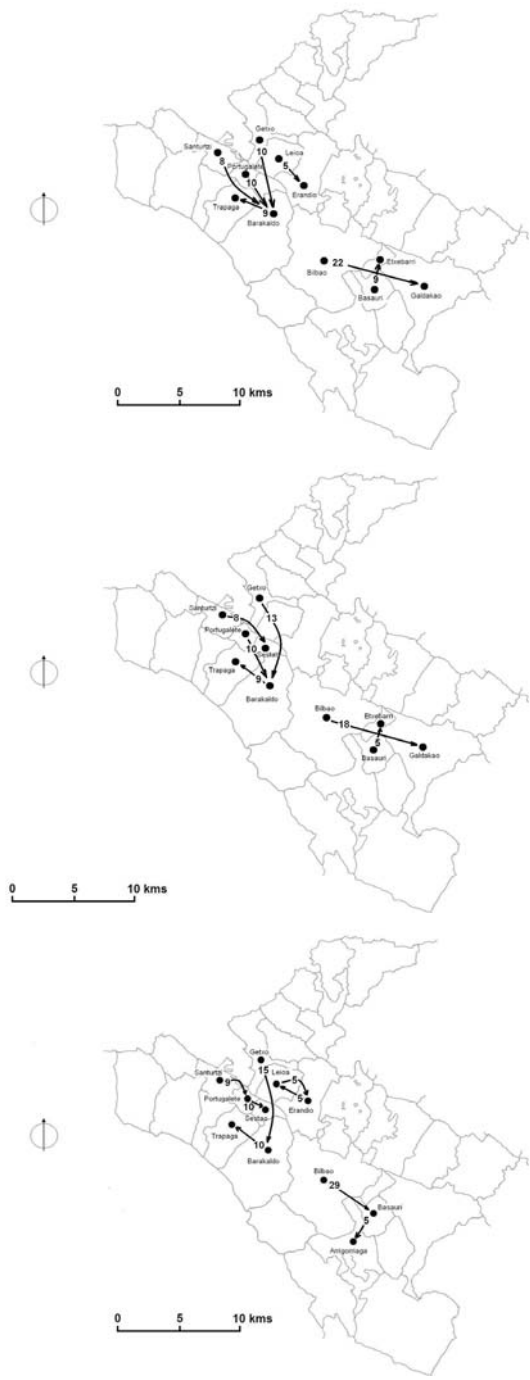 Getxo
10
Leioa
5
Santurtzi
8
Portugalete
10
Erandio
Trapaga
9
Barakaldo
Bilbao
22
Etxebarri
9
Basauri
Galdakao
0 5 10 kms
Getxo
Santurtzi
8
13
Portugalete
10
Sestao
Trapaga
9
Barakaldo
Bilbao
18
Etxebarri
5
Basauri
Galdakao
0 5 10 kms
Getxo
15
Santurtzi
9
Leioa
5
Portugalete
10
5
Erandio
Sestao
Trapaga
10
Barakaldo
Bilbao
29
Basauri
5
Arrigorriaga
0 5 10 kms